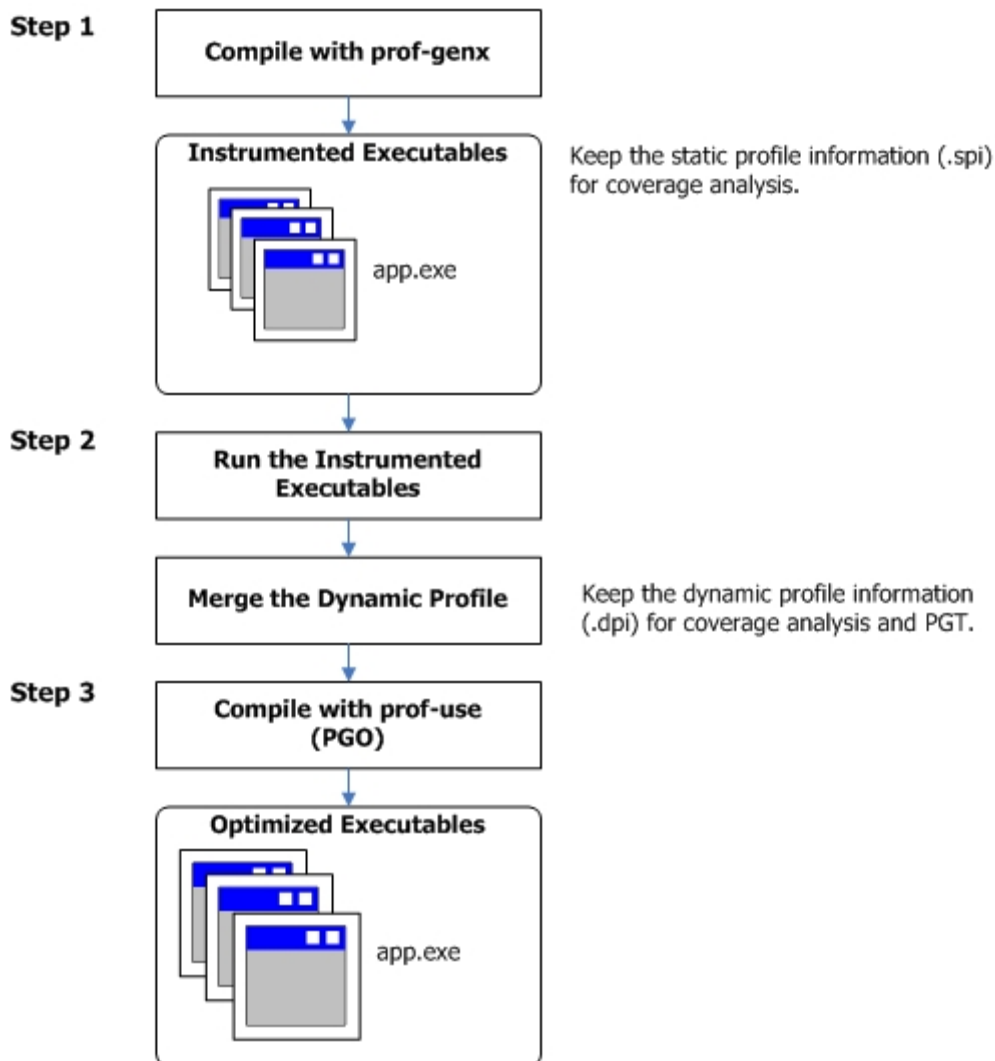 Step 1
Compile with prof-genx
Instrumented Executables
app.exe
Keep the static profile information (.spi)
for coverage analysis.
Step 2
Run the Instrumented
Executables
Merge the Dynamic Profile
Keep the dynamic profile information
(.dpi) for coverage analysis and PGT.
Step 3
Compile with prof-use
(PGO)
Optimized Executables
app.exe